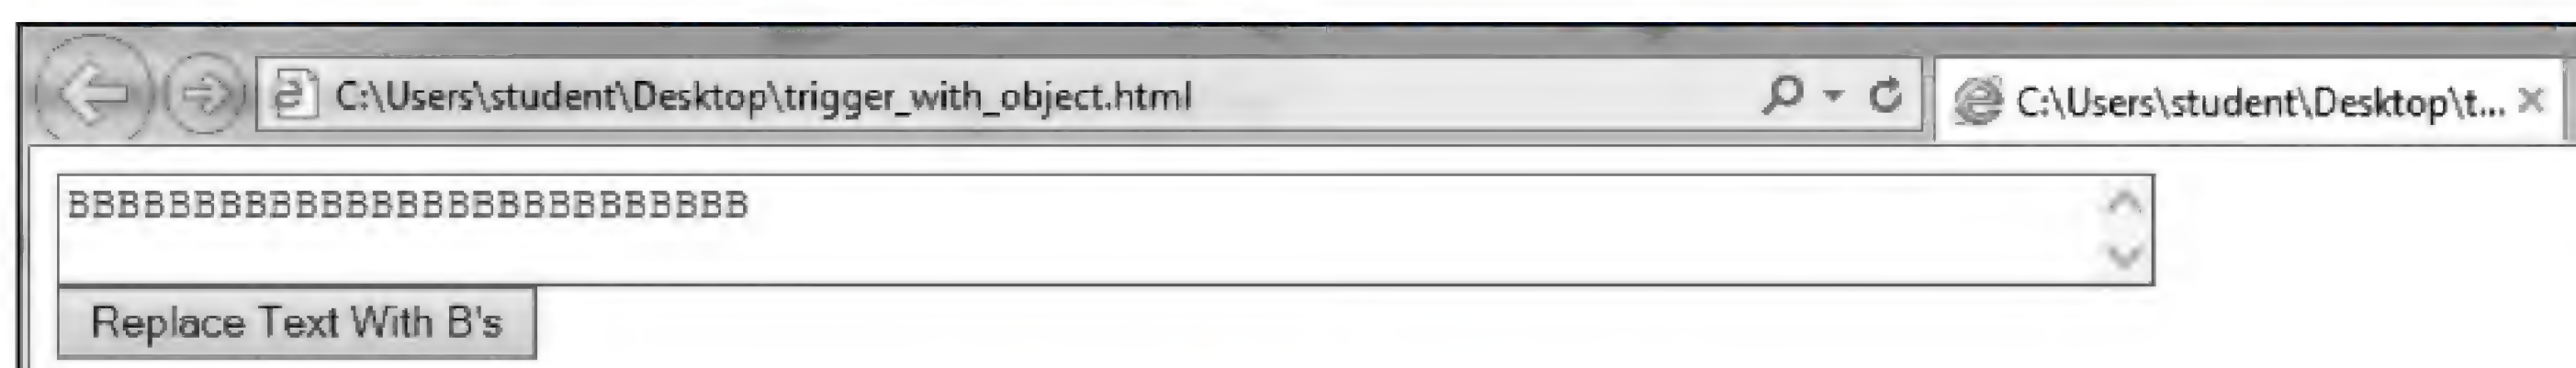 C:\Users\student\Desktop\trigger_with_object.html
C:\Users\student\Desktop\t...
BBBBBBBBBBBBBBBBBBBBBBBBBBB
Replace Text With B's